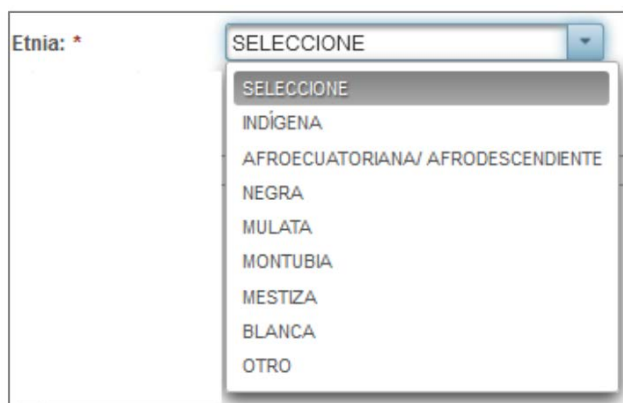 Etnia: * SELECCIONE
SELECCIONE
INDÍGENA
AFROECUATORIANA/ AFRODESCENDIENTE
NEGRA
MULATA
MONTUBIA
MESTIZA
BLANCA
OTRO